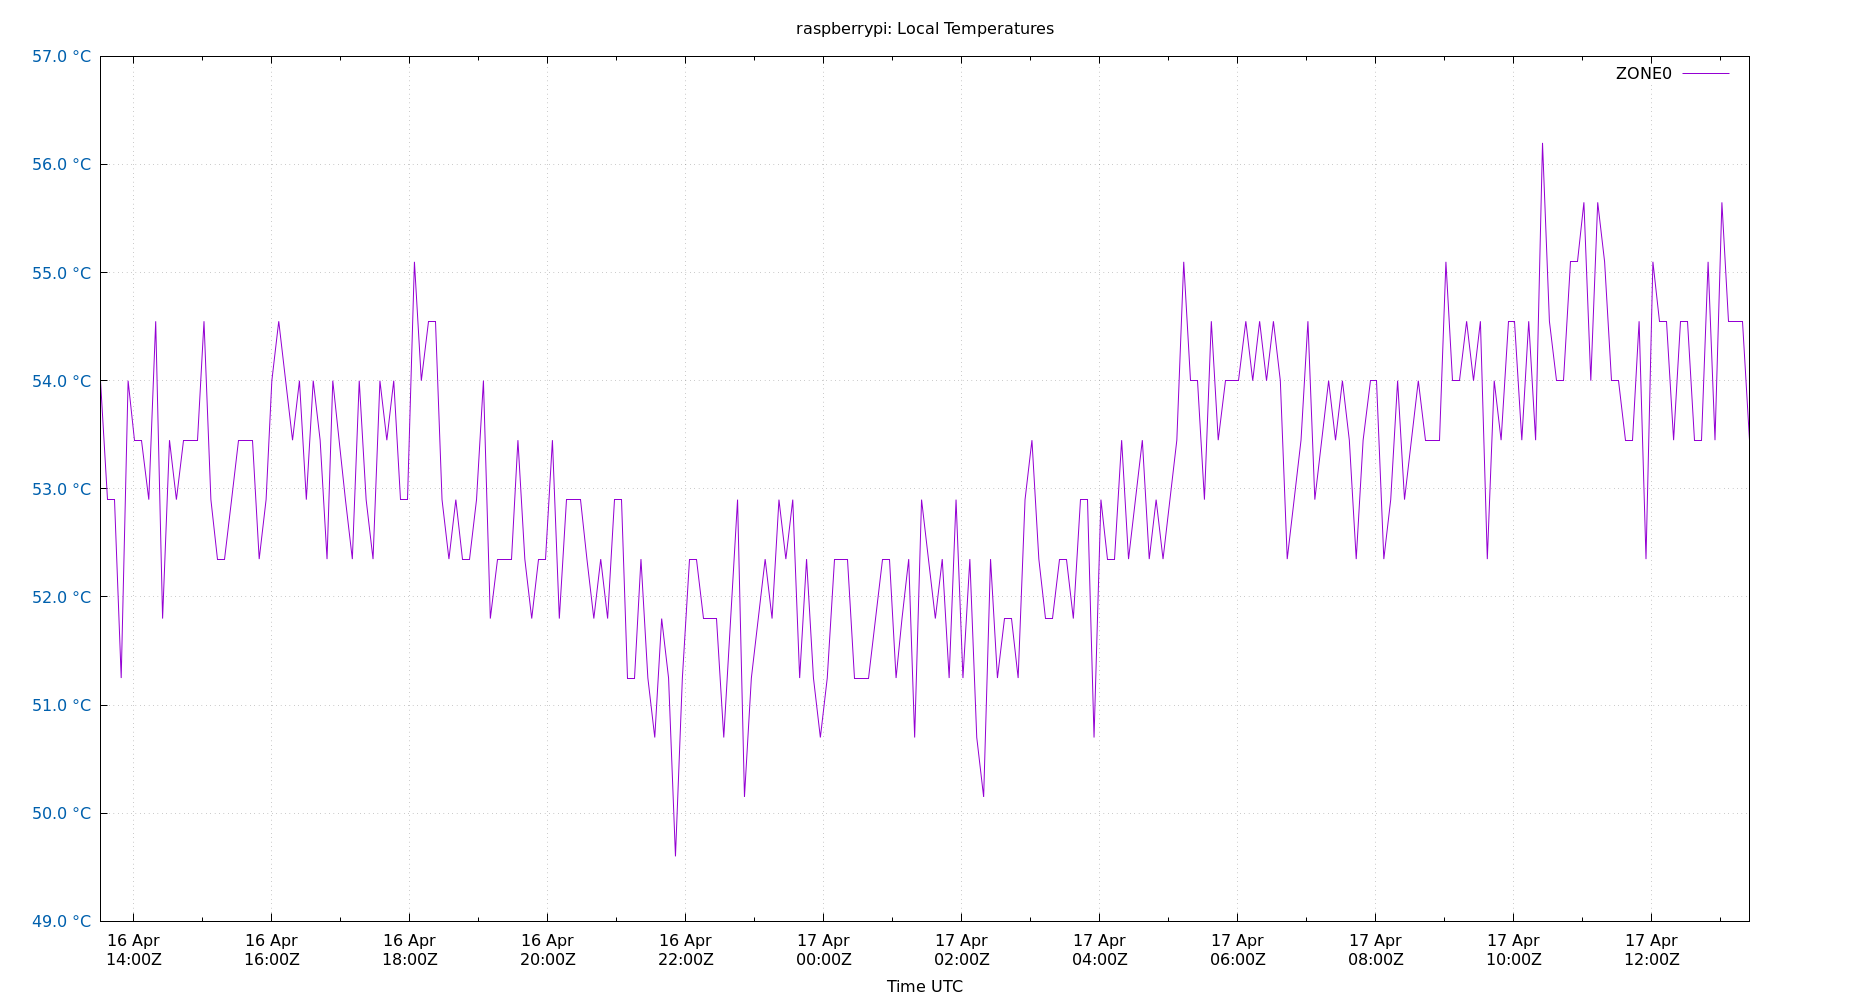 raspberrypi: Local Temperatures
57.0 °C
ZONE0
56.0 °C
55.0 °C
54.0 °C
53.0 °C
52.0 °C
51.0 °C
50.0 °C
49.0 °C
16 Apr 16 Apr 16 Apr 16 Apr 16 Apr 17 Apr 17 Apr 17 Apr 17 Apr 17 Apr 17 Apr 17 Apr
14:00Z 16:00Z 18:00Z 20:00Z 22:00Z 00:00Z 02:00Z 04:00Z 06:00Z 08:00Z 10:00Z 12:00Z
Time UTC